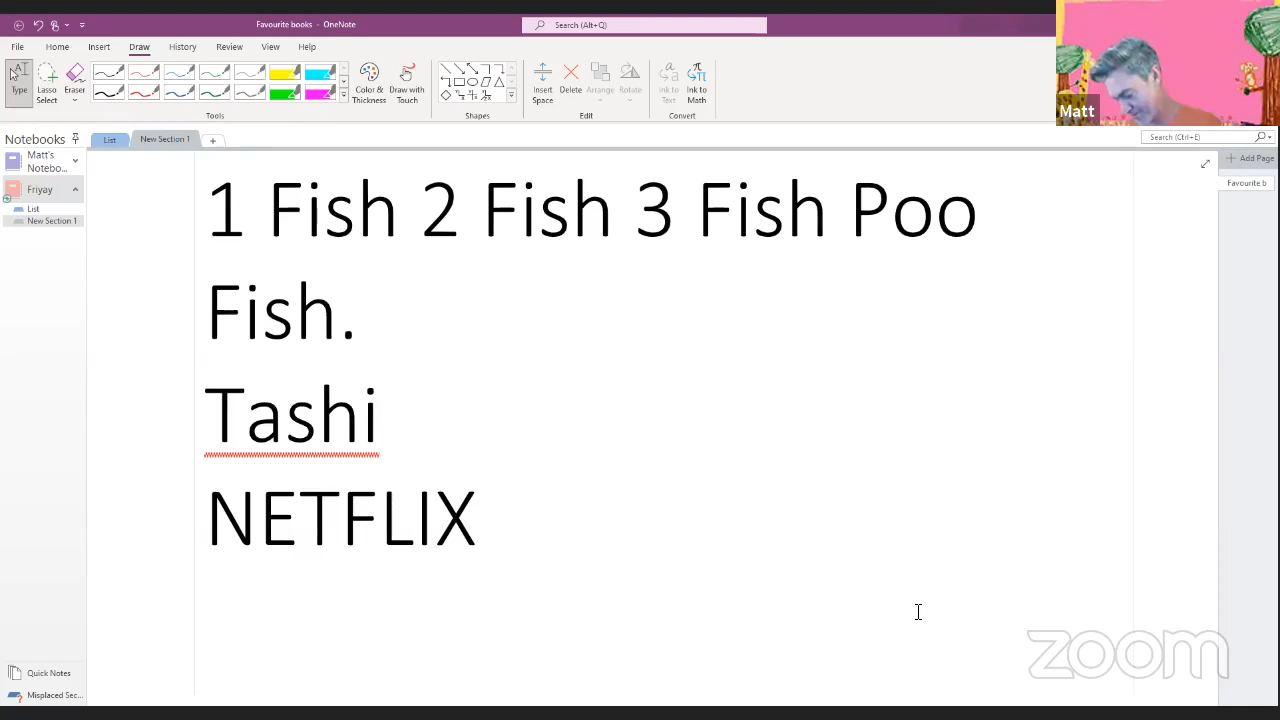 Favourite books - OneNote
Search (Alt+Q)
File Home Insert Draw History Review View Help
Type
Lasso Select
Eraser
Color & Thickness
Draw with Touch
Insert Space
Delete
Arrange
Rotate
Ink to Text
Ink to Math
Tools
Shapes
Edit
Convert
Matt
Notebooks
List
New Section 1
Search (Ctrl+E)
Matt's Notebo...
Friyay
List
New Section 1
Add Page
Favourite b
1 Fish 2 Fish 3 Fish Poo
Fish.
Tashi
NETFLIX
Quick Notes
Misplaced Sec...
zoom